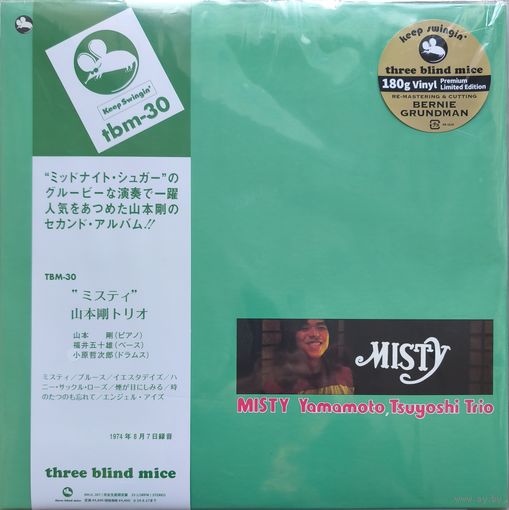 Keep Swingin'
tbm-30
"ミッドナイト・シュガー"の
グルービーな演奏で一躍
人気をあつめた山本剛の
セカンド・アルバム!!
TBM-30
"ミスティ"
山本剛トリオ
山本 剛(ピアノ)
福井五十雄(ベース)
小原哲次郎(ドラムス)
ミスティ/ブルース/イエスタデイズ/ハ
ニー・サックル・ローズ/煙が目にしみる/時
のたつのも忘れて/エンジェル・アイズ
1974年8月7日録音
three blind mice
three blind mice
keep swingin'
three blind mice
180g Vinyl Premium
Limited Edition
RE-MASTERING & CUTTING
BERNIE
GRUNDMAN
MISTY
MISTY Yamamoto,Tsuyoshi Trio
www.ay.by